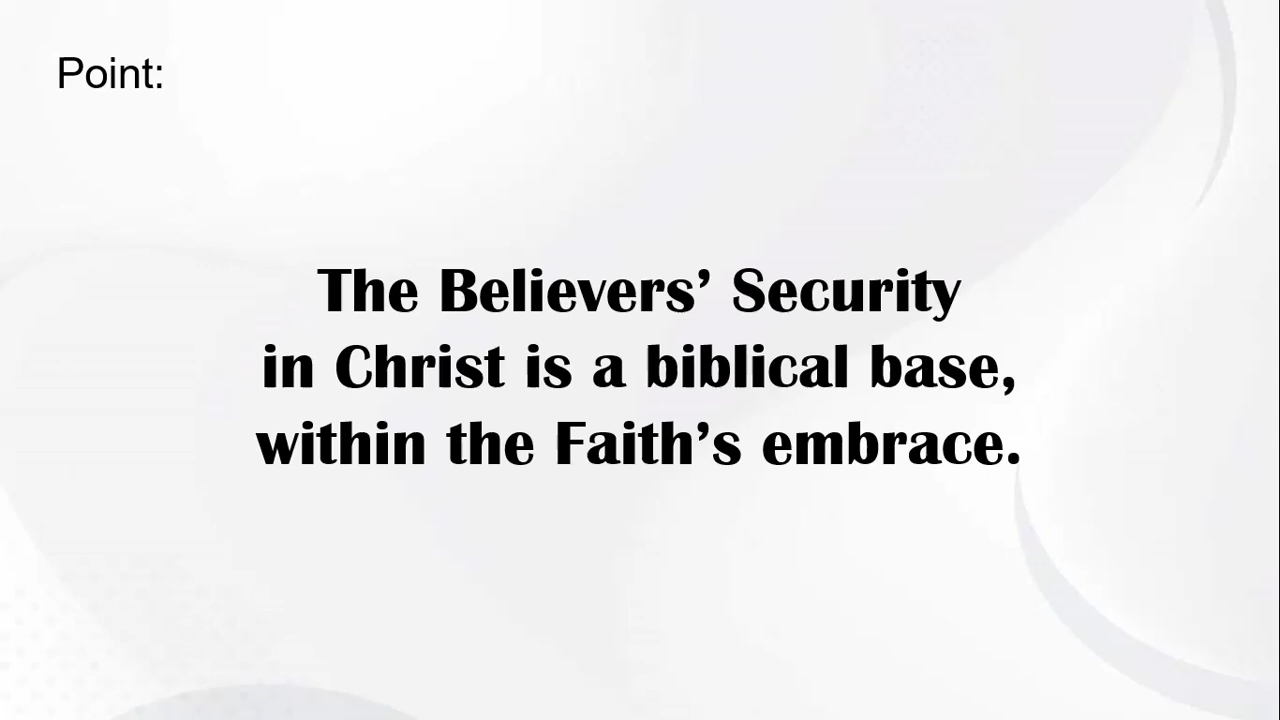 Point:
The Believers’ Security
in Christ is a biblical base,
within the Faith’s embrace.